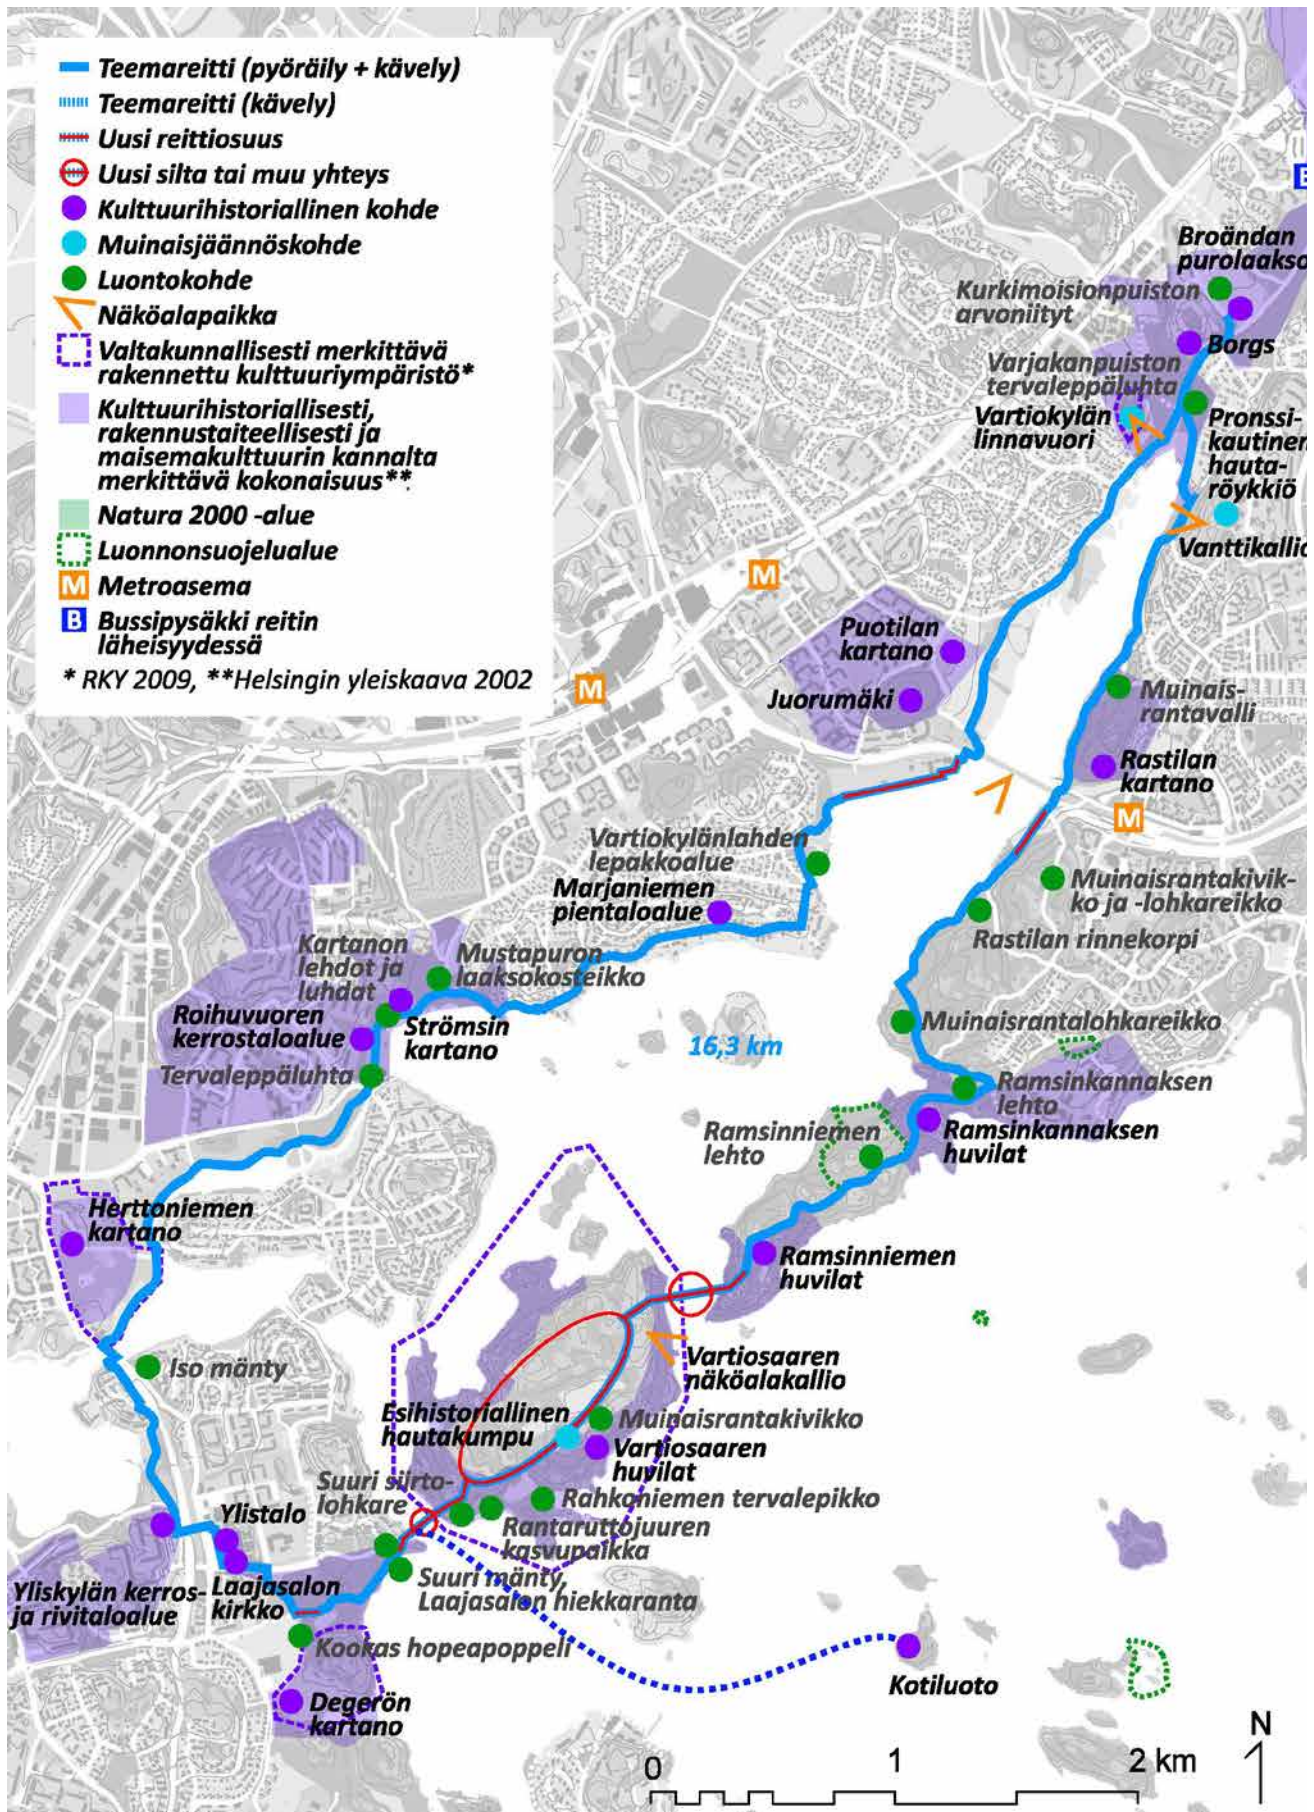 Teemareitti (pyöräily + kävely)
Teemareitti (kävely)
Uusi reittiosuus
Uusi silta tai muu yhteys
Kulttuurihistoriallinen kohde
Muinaisjäännöskohde
Luontokohde
Näköalapaikka
Valtakunnallisesti merkittävä
rakennettu kulttuuriympäristö*
Kulttuurihistoriallisesti,
rakennustaiteellisesti ja
maisemakulttuurin kannalta
merkittävä kokonaisuus**.
Natura 2000 -alue
Luonnonsuojelualue
M Metroasema
B Bussipysäkki reitin
läheisyydessä
* RKY 2009, **Helsingin yleiskaava 2002
B
Broändan
purolaakso
Kurkimoisionpuiston
arvoniityt
Borgs
Varjakanpuiston
tervaleppäluhta
Vartiokylän
linnavuori
Pronssi-
kautinen
hauta-
röykkiö
Vanttikallio
M
Puotilan
kartano
Juorumäki
M
Muinais-
rantavalli
Rastilan
kartano
M
Vartiokylänlahden
lepakkoalue
Marjaniemen
pientaloalue
Muinaisrantakivik-
ko ja -lohkareikko
Rastilan rinnekorpi
Kartanon
lehdot ja
luhdat
Mustapuron
laaksokosteikko
Roihuvuoren
kerrostaloalue
Strömsin
kartano
Muinaisrantalohkareikko
16,3 km
Tervaleppäluhta
Ramsinkannaksen
lehto
Ramsinniemen
lehto
Ramsinkannaksen
huvilat
Herttoniemen
kartano
Ramsinniemen
huvilat
Iso mänty
Vartiosaaren
näköalakallio
Esihistoriallinen
hautakumpu
Muinaisrantakivikko
Vartiosaaren
huvilat
Suuri siirto-
lohkare
Rahkoniemen tervalepikko
Ylistalo
Rantaruttojuuren
kasvupaikka
Yliskylän kerros-
ja rivitaloalue
Laajasalon
kirkko
Suuri mänty,
Laajasalon hiekkaranta
Kookas hopeapoppeli
Kotiluoto
Degerön
kartano
N
0 1 2 km